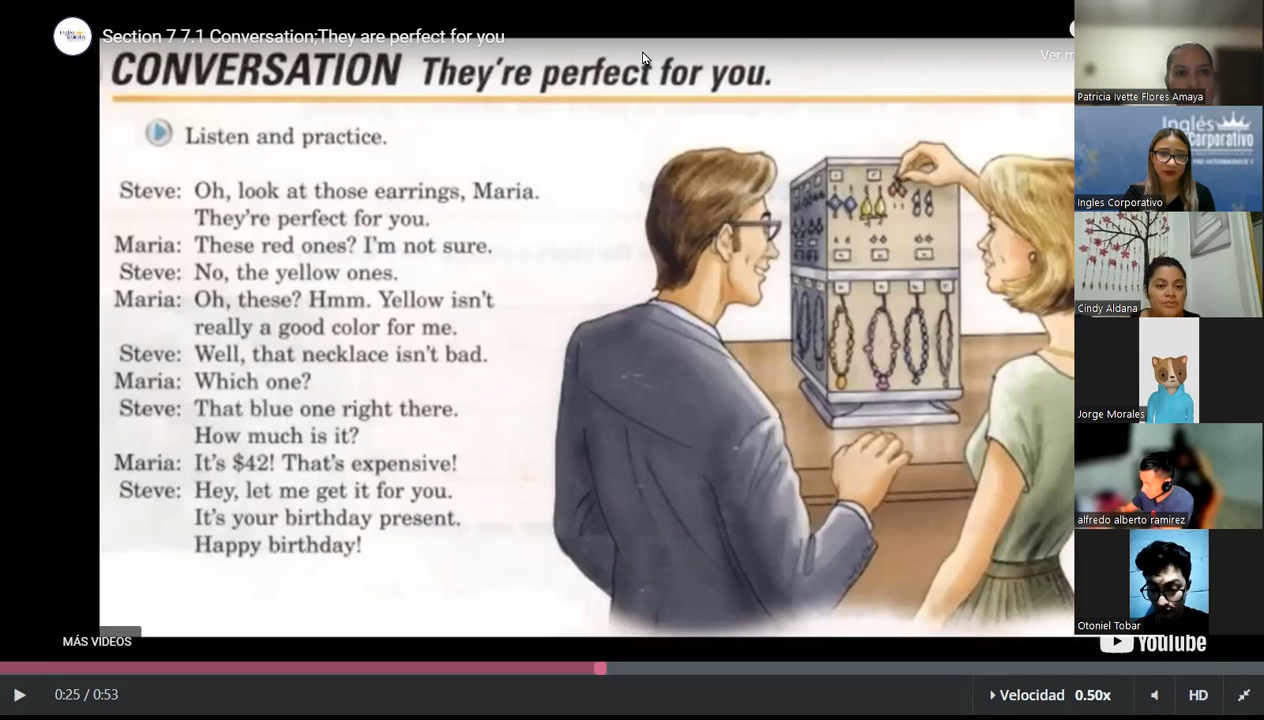 Section 7 7.1 Conversation;They are perfect for you
CONVERSATION They're perfect for you.
Listen and practice.
Steve: Oh, look at those earrings, Maria.
They're perfect for you.
Maria: These red ones? I'm not sure.
Steve: No, the yellow ones.
Maria: Oh, these? Hmm. Yellow isn't
really a good color for me.
Steve: Well, that necklace isn't bad.
Maria: Which one?
Steve: That blue one right there.
How much is it?
Maria: It's $42! That's expensive!
Steve: Hey, let me get it for you.
It's your birthday present.
Happy birthday!
Ver m
Patricia Ivette Flores Amaya
Inglés
Corporativo
PRE-INTERMEDIATE 1
Ingles Corporativo
Cindy Aldana
Jorge Morales
alfredo alberto ramirez
Otoniel Tobar
MÁS VIDEOS
YouTube
0:25 / 0:53
Velocidad 0.50x
HD